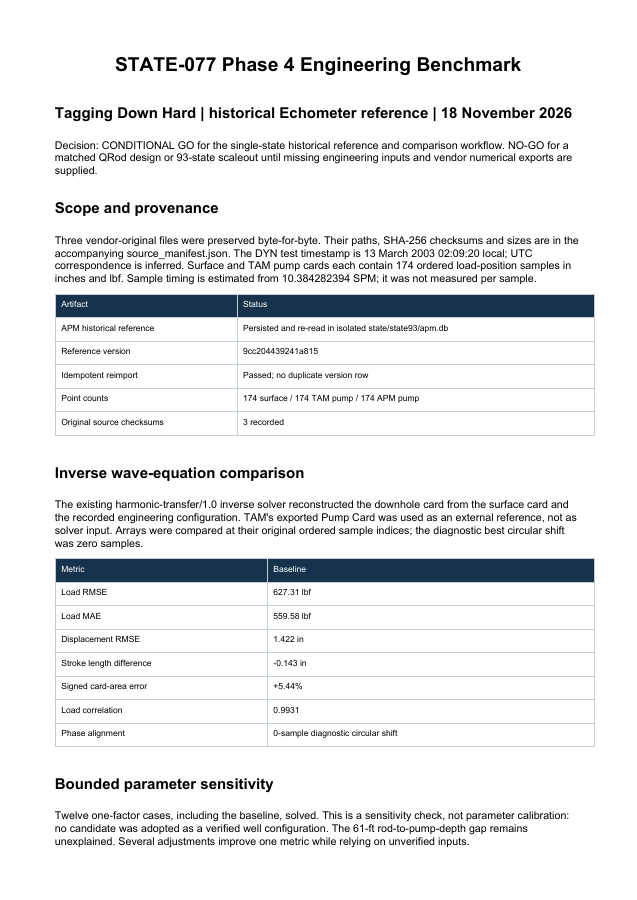 STATE-077 Phase 4 Engineering Benchmark
Tagging Down Hard | historical Echometer reference | 18 November 2026
Decision: CONDITIONAL GO for the single-state historical reference and comparison workflow. NO-GO for a
matched QRod design or 93-state scaleout until missing engineering inputs and vendor numerical exports are
supplied.
Scope and provenance
Three vendor-original files were preserved byte-for-byte. Their paths, SHA-256 checksums and sizes are in the
accompanying source_manifest.json. The DYN test timestamp is 13 March 2003 02:09:20 local; UTC
correspondence is inferred. Surface and TAM pump cards each contain 174 ordered load-position samples in
inches and lbf. Sample timing is estimated from 10.384282394 SPM; it was not measured per sample.
Artifact Status
APM historical reference Persisted and re-read in isolated state/state93/apm.db
Reference version 9cc204439241a815
Idempotent reimport Passed; no duplicate version row
Point counts 174 surface / 174 TAM pump / 174 APM pump
Original source checksums 3 recorded
Inverse wave-equation comparison
The existing harmonic-transfer/1.0 inverse solver reconstructed the downhole card from the surface card and
the recorded engineering configuration. TAM's exported Pump Card was used as an external reference, not as
solver input. Arrays were compared at their original ordered sample indices; the diagnostic best circular shift
was zero samples.
Metric Baseline
Load RMSE 627.31 lbf
Load MAE 559.58 lbf
Displacement RMSE 1.422 in
Stroke length difference -0.143 in
Signed card-area error +5.44%
Load correlation 0.9931
Phase alignment 0-sample diagnostic circular shift
Bounded parameter sensitivity
Twelve one-factor cases, including the baseline, solved. This is a sensitivity check, not parameter calibration:
no candidate was adopted as a verified well configuration. The 61-ft rod-to-pump-depth gap remains
unexplained. Several adjustments improve one metric while relying on unverified inputs.